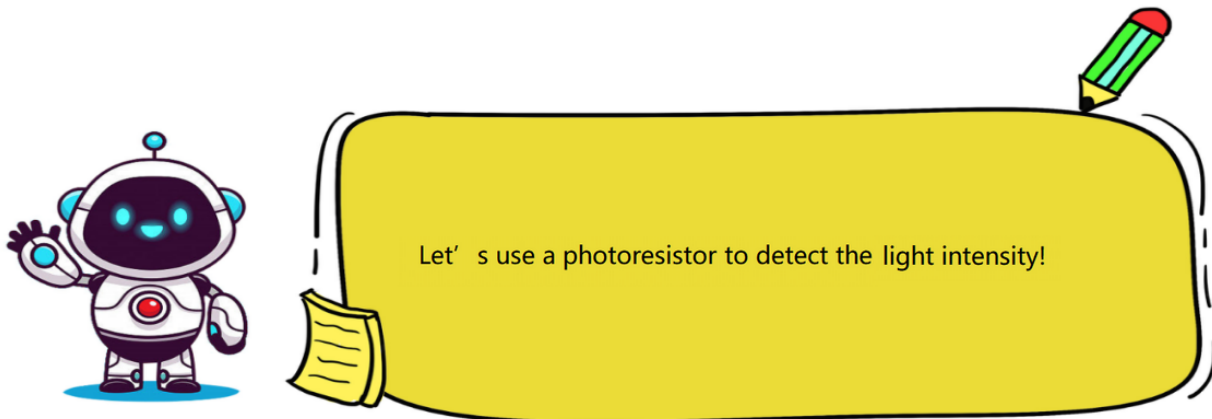 Let’ s use a photoresistor to detect the light intensity!